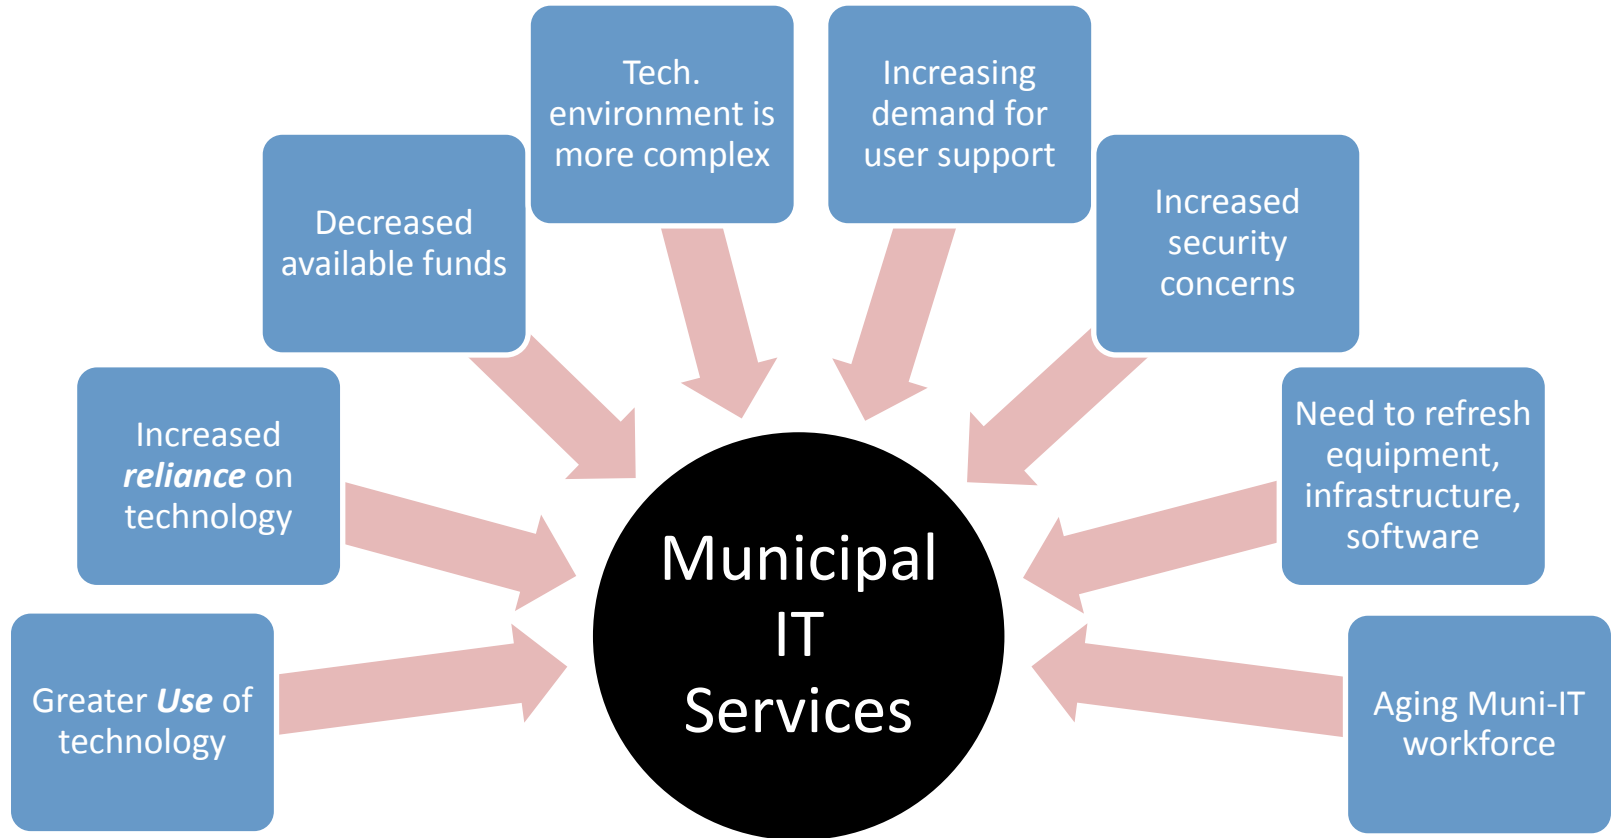 Tech.
environment is
more complex
Increasing
demand for
user support
Decreased
available funds
Increased
security
concerns
Increased
reliance on
technology
Need to refresh
equipment,
infrastructure,
software
Greater Use of
technology
Municipal
IT
Services
Aging Muni-IT
workforce